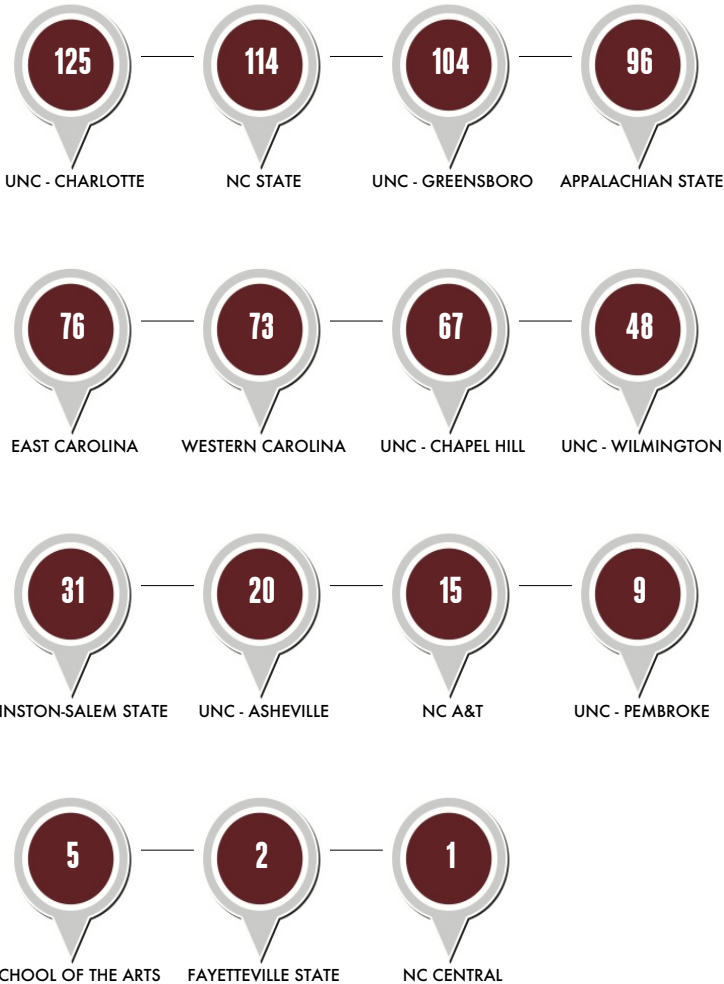 125
114
104
96
UNC - CHARLOTTE
NC STATE
UNC - GREENSBORO
APPALACHIAN STATE
76
73
67
48
EAST CAROLINA
WESTERN CAROLINA
UNC - CHAPEL HILL
UNC - WILMINGTON
31
20
15
9
INSTON-SALEM STATE
UNC - ASHEVILLE
NC A&T
UNC - PEMBROKE
5
2
1
CHOOL OF THE ARTS
FAYETTEVILLE STATE
NC CENTRAL